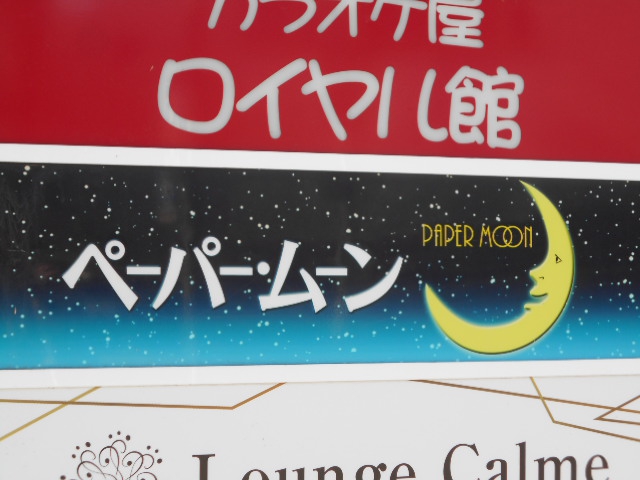 カラオケ屋
ロイヤル館
PAPER MOON
ペーパー・ムーン
Lounge Calme